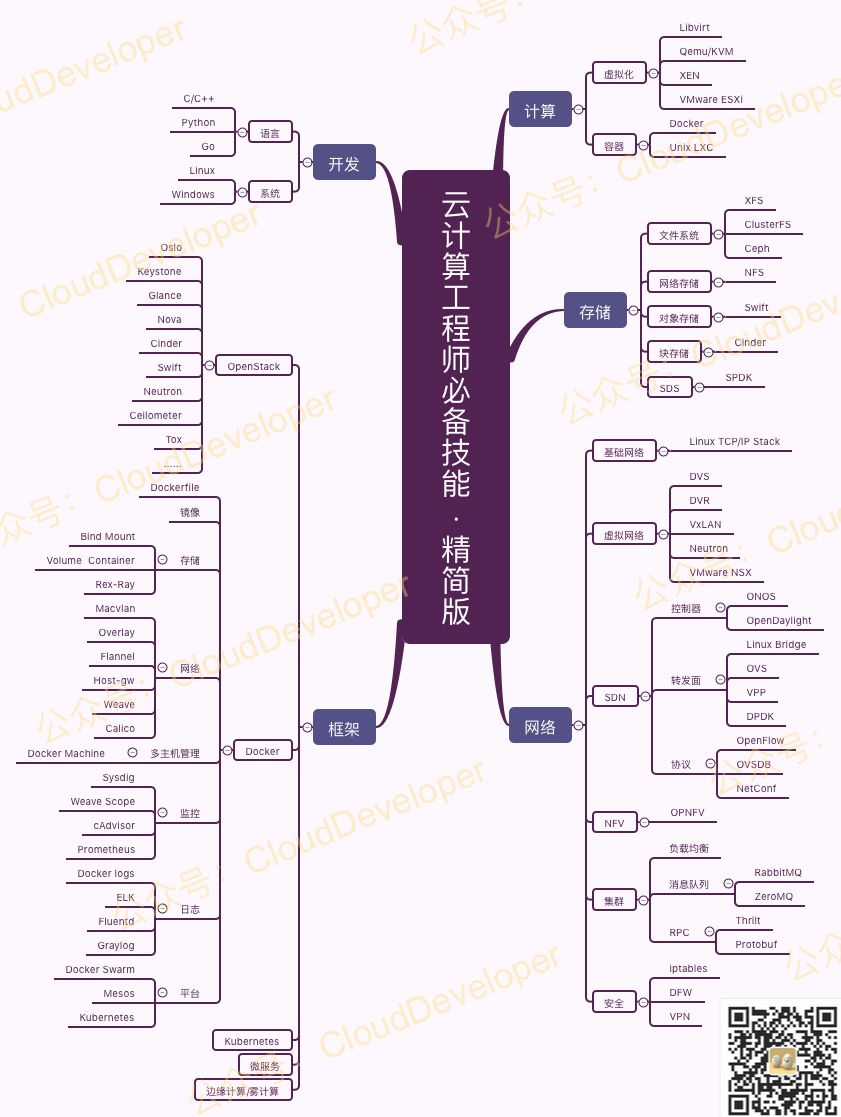 云计算工程师必备技能 · 精简版
开发
语言
C/C++
Python
Go
系统
Linux
Windows
框架
OpenStack
Oslo
Keystone
Glance
Nova
Cinder
Swift
Neutron
Ceilometer
Tox
......
Docker
Dockerfile
镜像
存储
Bind Mount
Volume Container
Rex-Ray
网络
Macvlan
Overlay
Flannel
Host-gw
Weave
Calico
多主机管理
Docker Machine
监控
Sysdig
Weave Scope
cAdvisor
Prometheus
日志
Docker logs
ELK
Fluentd
Graylog
平台
Docker Swarm
Mesos
Kubernetes
Kubernetes
微服务
边缘计算/雾计算
计算
虚拟化
Libvirt
Qemu/KVM
XEN
VMware ESXi
容器
Docker
Unix LXC
存储
文件系统
XFS
ClusterFS
Ceph
网络存储
NFS
对象存储
Swift
块存储
Cinder
SDS
SPDK
网络
基础网络
Linux TCP/IP Stack
虚拟网络
DVS
DVR
VxLAN
Neutron
VMware NSX
SDN
控制器
ONOS
OpenDaylight
转发面
Linux Bridge
OVS
VPP
DPDK
协议
OpenFlow
OVSDB
NetConf
NFV
OPNFV
集群
负载均衡
消息队列
RabbitMQ
ZeroMQ
RPC
Thrilt
Protobuf
安全
iptables
DFW
VPN
公众号：CloudDeveloper